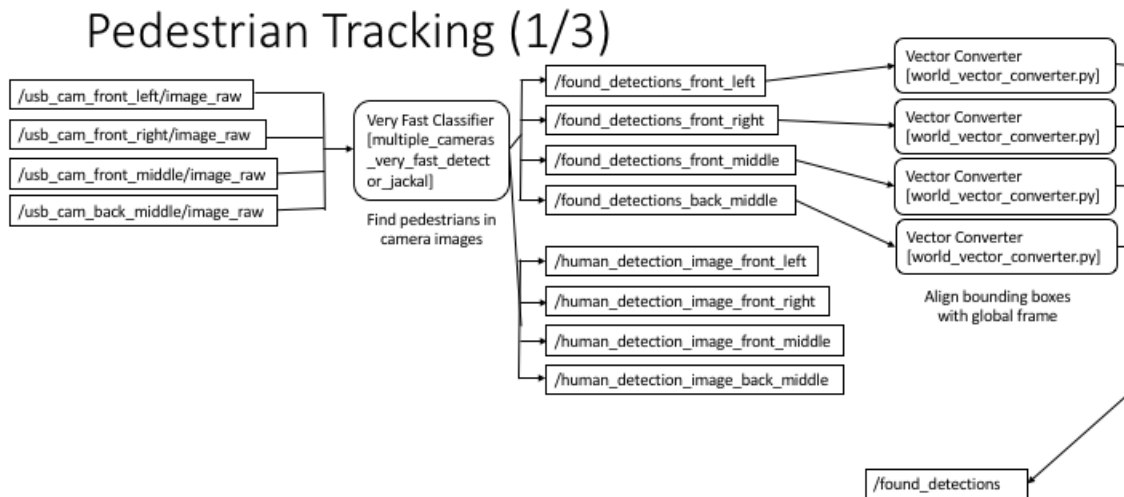 Pedestrian Tracking (1/3)
/usb_cam_front_left/image_raw
/usb_cam_front_right/image_raw
/usb_cam_front_middle/image_raw
/usb_cam_back_middle/image_raw
Very Fast Classifier
[multiple_cameras
_very_fast_detect
or_jackal]
Find pedestrians in
camera images
/found_detections_front_left
/found_detections_front_right
/found_detections_front_middle
/found_detections_back_middle
/human_detection_image_front_left
/human_detection_image_front_right
/human_detection_image_front_middle
/human_detection_image_back_middle
Vector Converter
[world_vector_converter.py]
Vector Converter
[world_vector_converter.py]
Vector Converter
[world_vector_converter.py]
Vector Converter
[world_vector_converter.py]
Align bounding boxes
with global frame
/found_detections